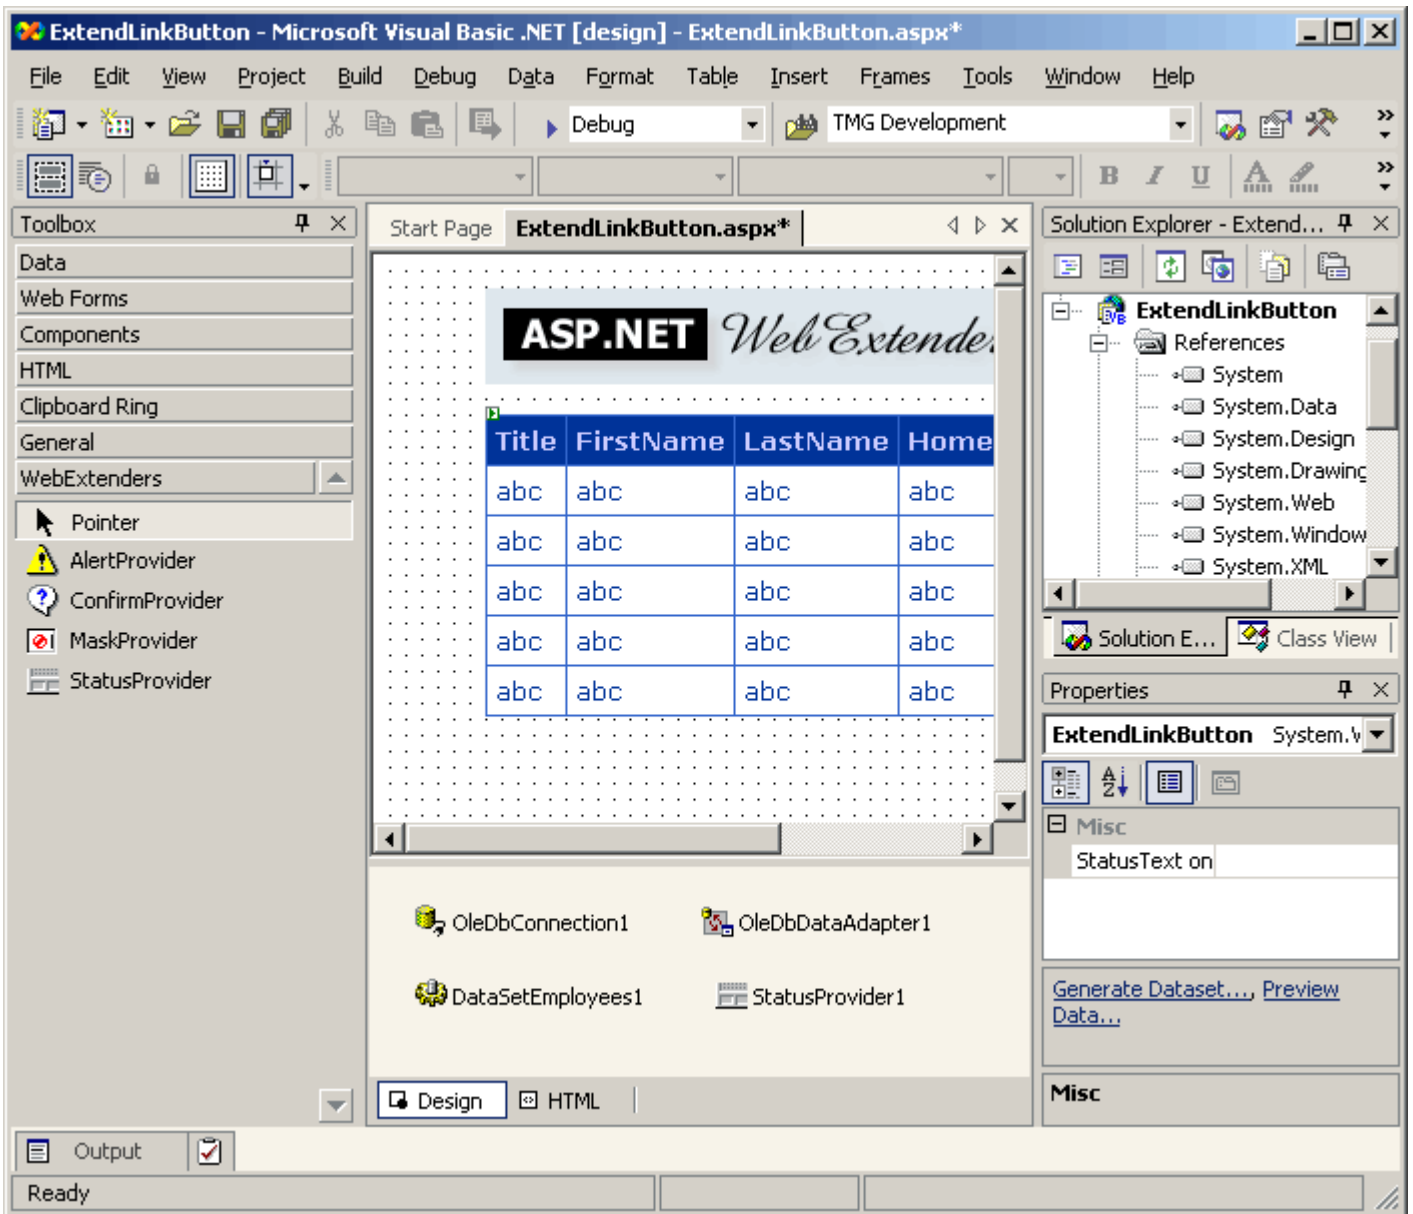 ExtendLinkButton - Microsoft Visual Basic .NET [design] - ExtendLinkButton.aspx*
File Edit View Project Build Debug Data Format Table Insert Frames Tools Window Help
Debug TMG Development
B I U A
Toolbox
Data
Web Forms
Components
HTML
Clipboard Ring
General
WebExtenders
Pointer
AlertProvider
ConfirmProvider
MaskProvider
StatusProvider
Start Page ExtendLinkButton.aspx*
ASP.NET WebExtende
Title FirstName LastName Home
abc abc abc abc
abc abc abc abc
abc abc abc abc
abc abc abc abc
abc abc abc abc
OleDbConnection1 OleDbDataAdapter1
DataSetEmployees1 StatusProvider1
Design HTML
Solution Explorer - Extend...
ExtendLinkButton
References
System
System.Data
System.Design
System.Drawing
System.Web
System.Window
System.XML
Solution E... Class View
Properties
ExtendLinkButton System.W
Misc
StatusText on
Generate Dataset..., Preview
Data...
Misc
Output
Ready